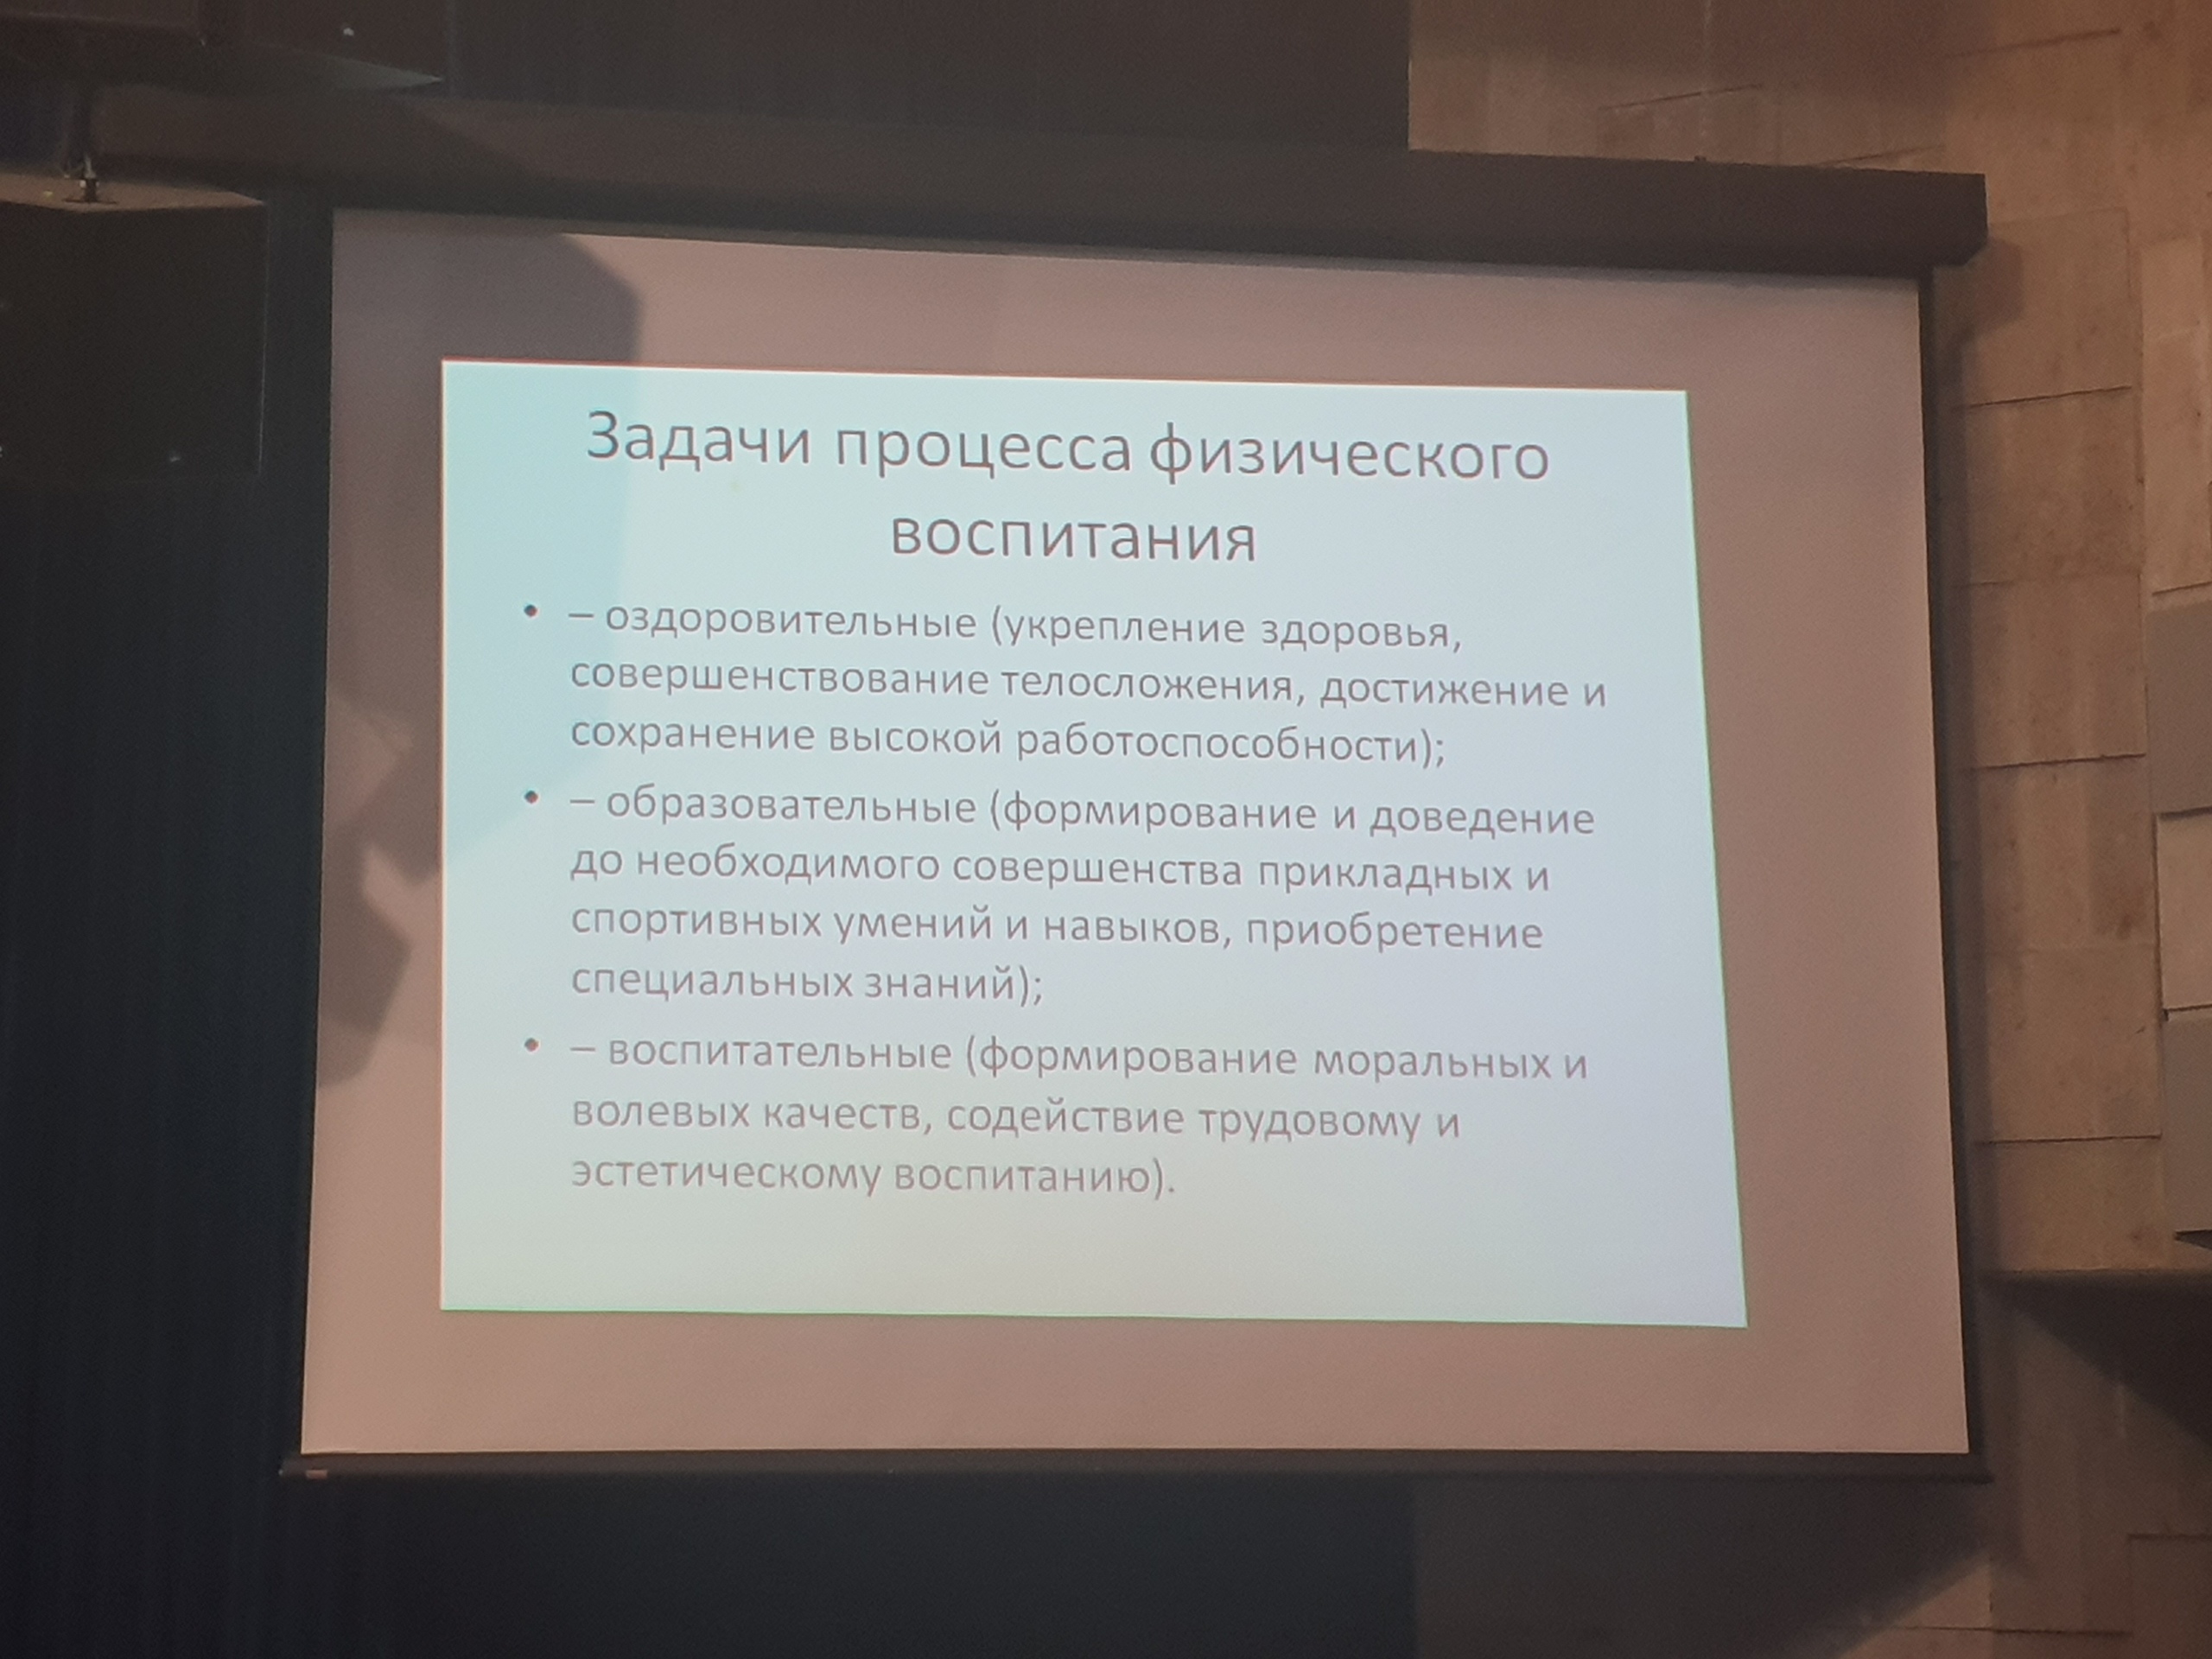 Задачи процесса физического
воспитания
• – оздоровительные (укрепление здоровья,
совершенствование телосложения, достижение и
сохранение высокой работоспособности);
• – образовательные (формирование и доведение
до необходимого совершенства прикладных и
спортивных умений и навыков, приобретение
специальных знаний);
• – воспитательные (формирование моральных и
волевых качеств, содействие трудовому и
эстетическому воспитанию).